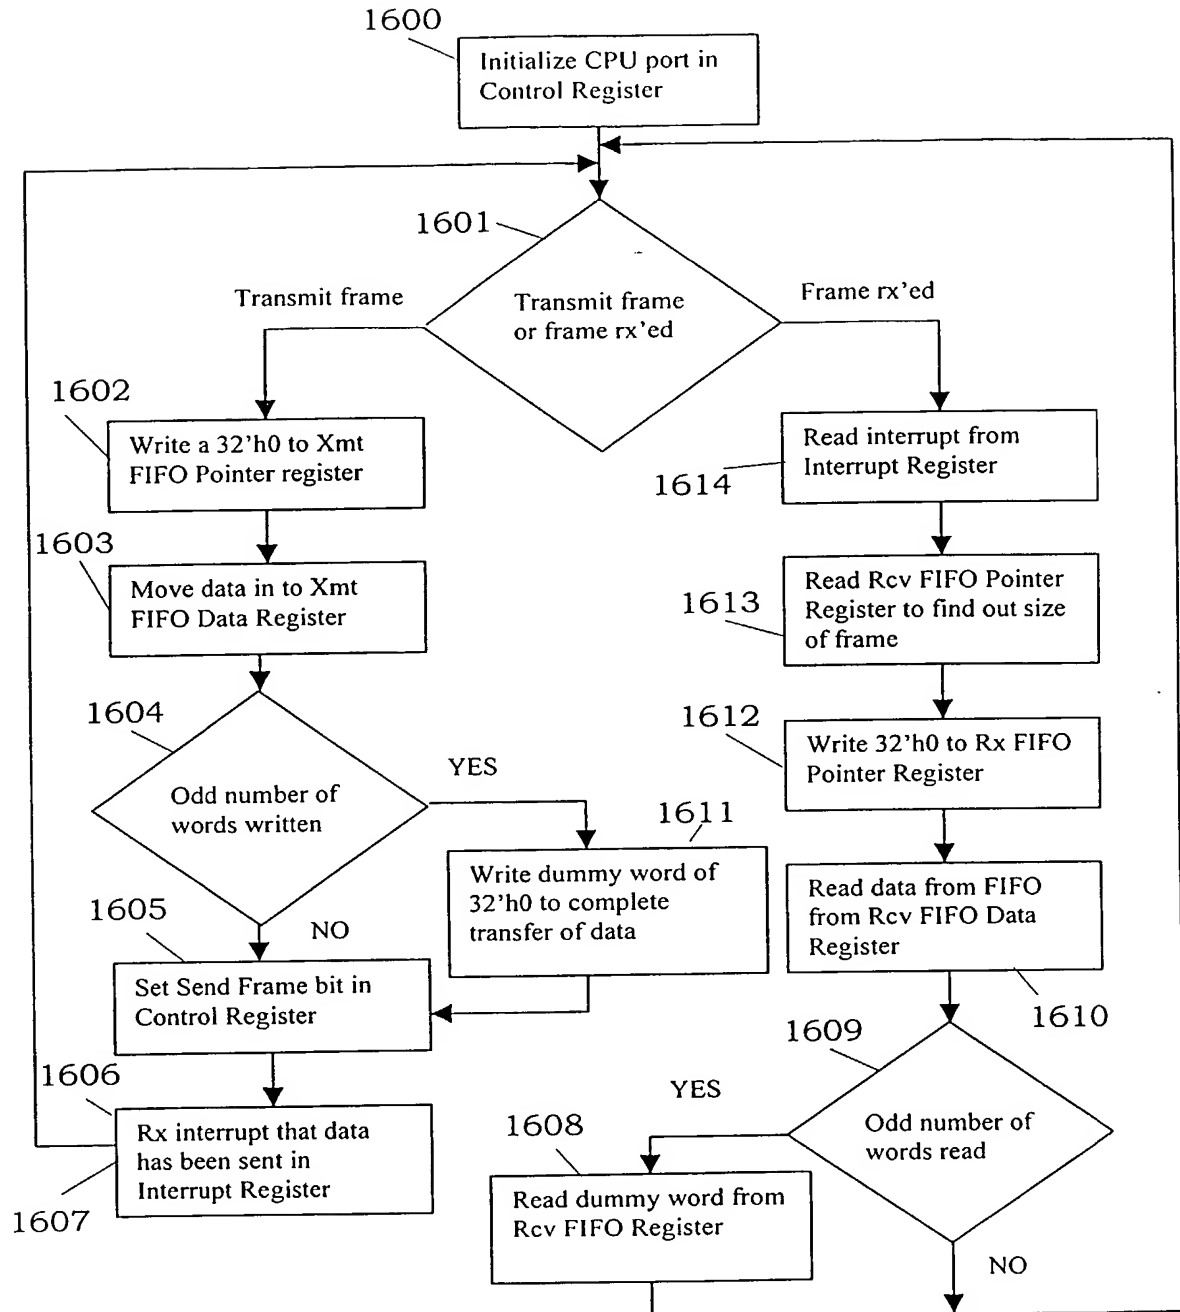 1600
Initialize CPU port in
Control Register
1601
Transmit frame
Transmit frame
or frame rx'ed
Frame rx'ed
1602
Write a 32'h0 to Xmt
FIFO Pointer register
1603
Move data in to Xmt
FIFO Data Register
1604
Odd number of
words written
YES
1611
Write dummy word of
32'h0 to complete
transfer of data
NO
1605
Set Send Frame bit in
Control Register
1606
Rx interrupt that data
has been sent in
Interrupt Register
1607
Read interrupt from
Interrupt Register
1614
Read Rcv FIFO Pointer
Register to find out size
of frame
1613
1612
Write 32'h0 to Rx FIFO
Pointer Register
Read data from FIFO
from Rcv FIFO Data
Register
1610
1609
Odd number of
words read
YES
1608
Read dummy word from
Rcv FIFO Register
NO